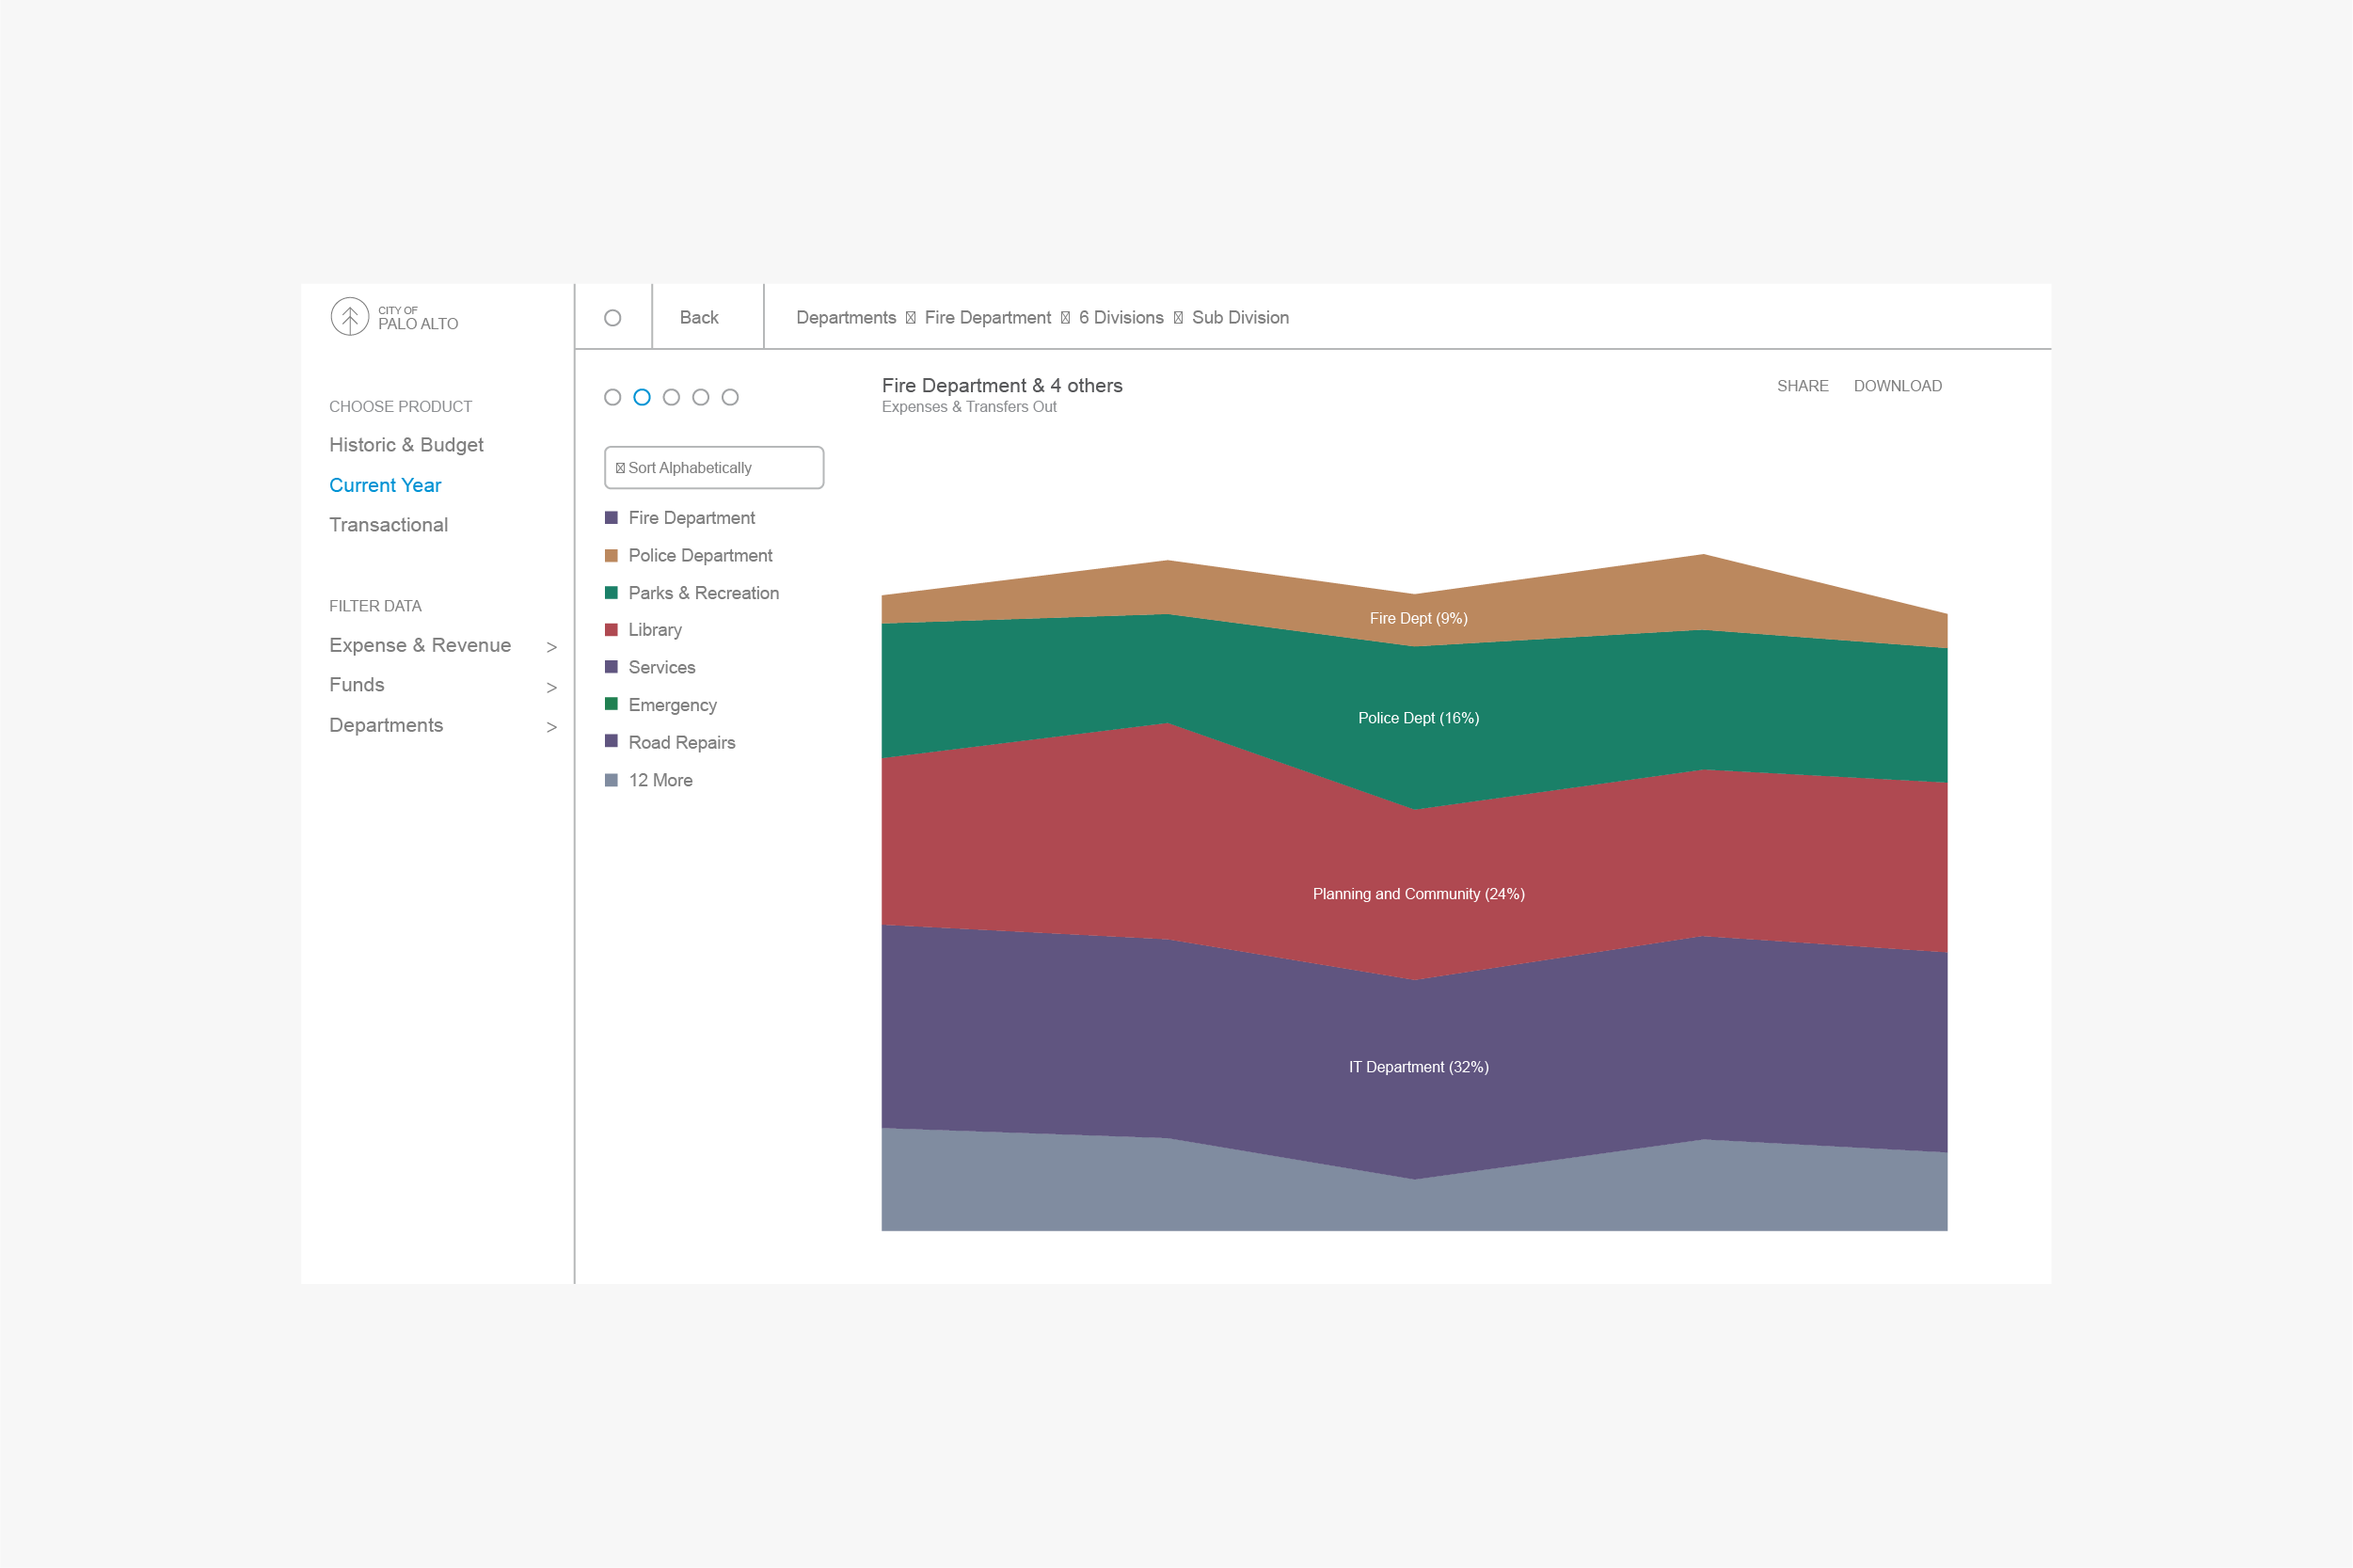 CITY OF
PALO ALTO
Back
Departments Fire Department 6 Divisions Sub Division
CHOOSE PRODUCT
Historic & Budget
Current Year
Transactional
FILTER DATA
Expense & Revenue >
Funds >
Departments >
Sort Alphabetically
Fire Department
Police Department
Parks & Recreation
Library
Services
Emergency
Road Repairs
12 More
Fire Department & 4 others
Expenses & Transfers Out
SHARE DOWNLOAD
Fire Dept (9%)
Police Dept (16%)
Planning and Community (24%)
IT Department (32%)